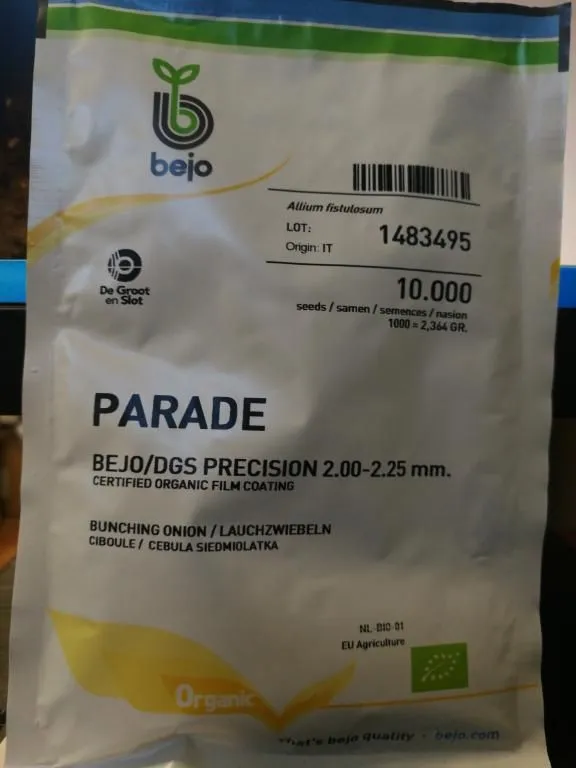 bejo
Allium fistulosum
LOT: 1483495
Origin: IT
De Groot
en Slot
10.000
seeds / samen / semences / nasion
1000 = 2,364 GR.
PARADE
BEJO/DGS PRECISION 2.00-2.25 mm.
CERTIFIED ORGANIC FILM COATING
BUNCHING ONION / LAUCHZWIEBELN
CIBOULE / CEBULA SIEDMIOLATKA
NL-BIO-01
EU Agriculture
Organic
that's bejo quality - bejo.com